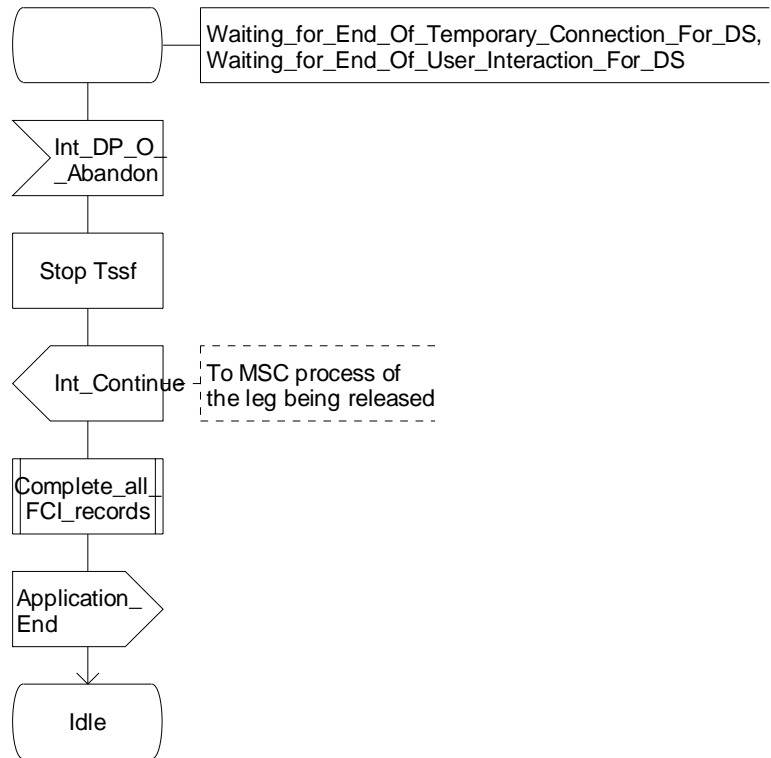 Waiting_for_End_Of_Temporary_Connection_For_DS,
Waiting_for_End_Of_User_Interaction_For_DS
Int_DP_O_
_Abandon
Stop Tssf
Int_Continue
To MSC process of
the leg being released
Complete_all_
FCI_records
Application_
End
Idle